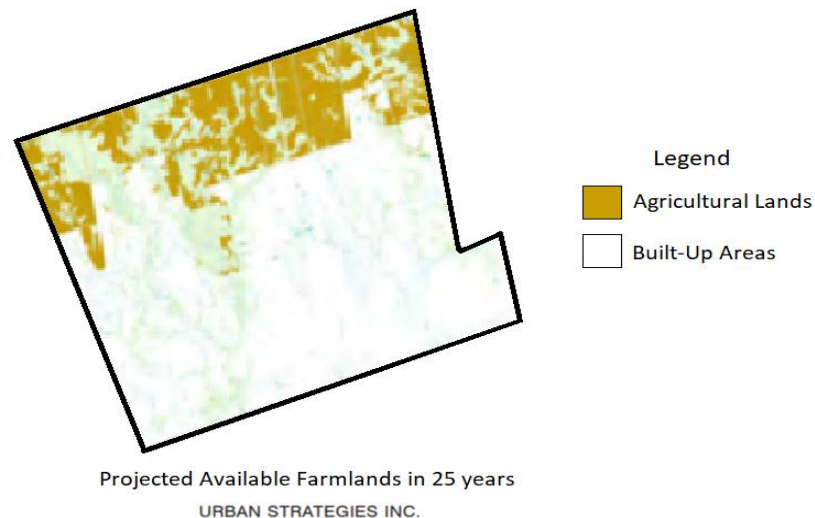 Legend
Agricultural Lands
Built-Up Areas
Projected Available Farmlands in 25 years
URBAN STRATEGIES INC.